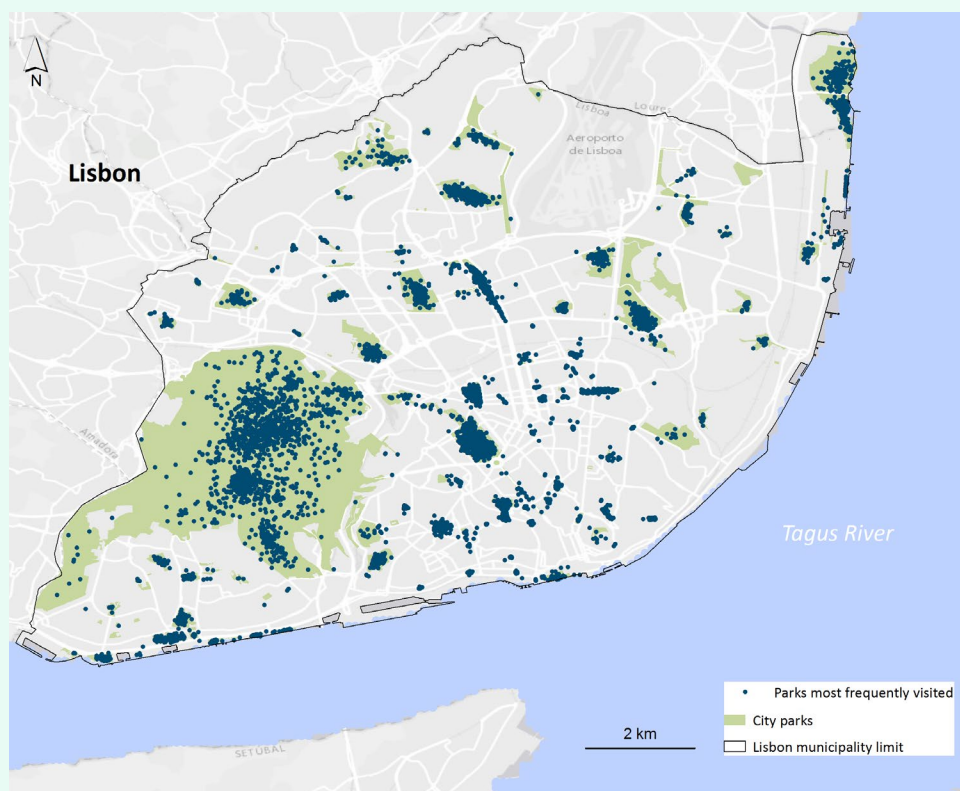 N
Lisbon
Lisboa
Loures
Aeroporto
de Lisboa
Amadora
Tagus River
SETÚBAL
2 km
Parks most frequently visited
City parks
Lisbon municipality limit